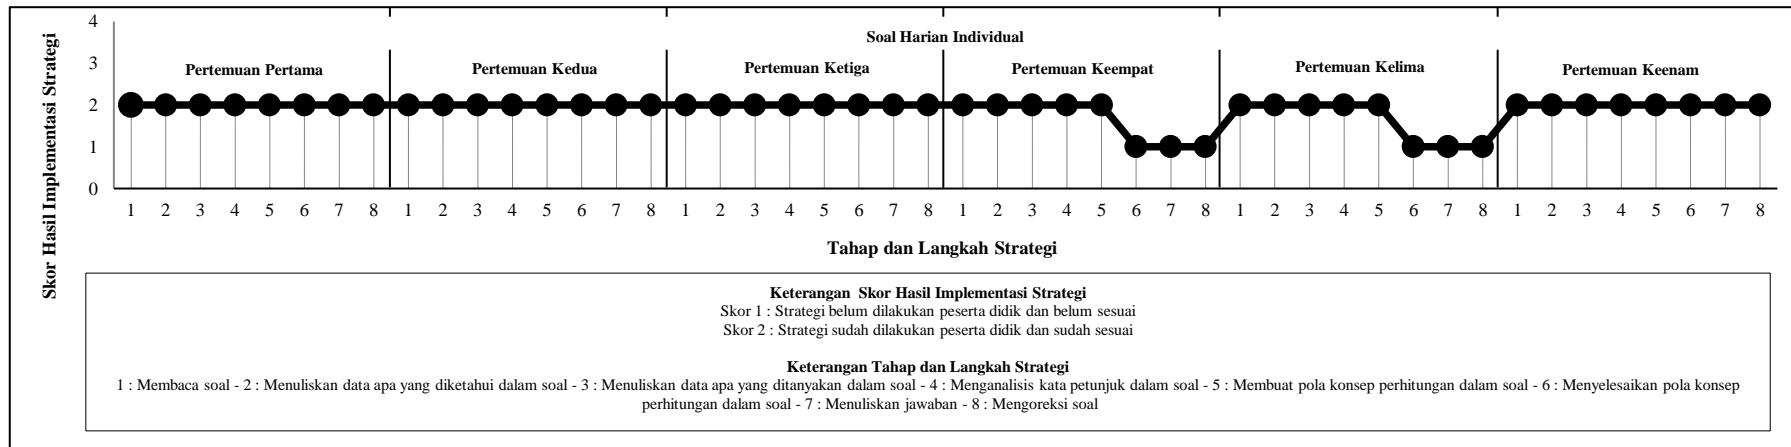 Soal Harian Individual
Pertemuan Pertama
Pertemuan Kedua
Pertemuan Ketiga
Pertemuan Keempat
Pertemuan Kelima
Pertemuan Keenam
Skor Hasil Implementasi Strategi
4
3
2
1
0
1 2 3 4 5 6 7 8 1 2 3 4 5 6 7 8 1 2 3 4 5 6 7 8 1 2 3 4 5 6 7 8 1 2 3 4 5 6 7 8 1 2 3 4 5 6 7 8
Tahap dan Langkah Strategi
Keterangan Skor Hasil Implementasi Strategi
Skor 1 : Strategi belum dilakukan peserta didik dan belum sesuai
Skor 2 : Strategi sudah dilakukan peserta didik dan sudah sesuai
Keterangan Tahap dan Langkah Strategi
1 : Membaca soal - 2 : Menuliskan data apa yang diketahui dalam soal - 3 : Menuliskan data apa yang ditanyakan dalam soal - 4 : Menganalisis kata petunjuk dalam soal - 5 : Membuat pola konsep perhitungan dalam soal - 6 : Menyelesaikan pola konsep
perhitungan dalam soal - 7 : Menuliskan jawaban - 8 : Mengoreksi soal